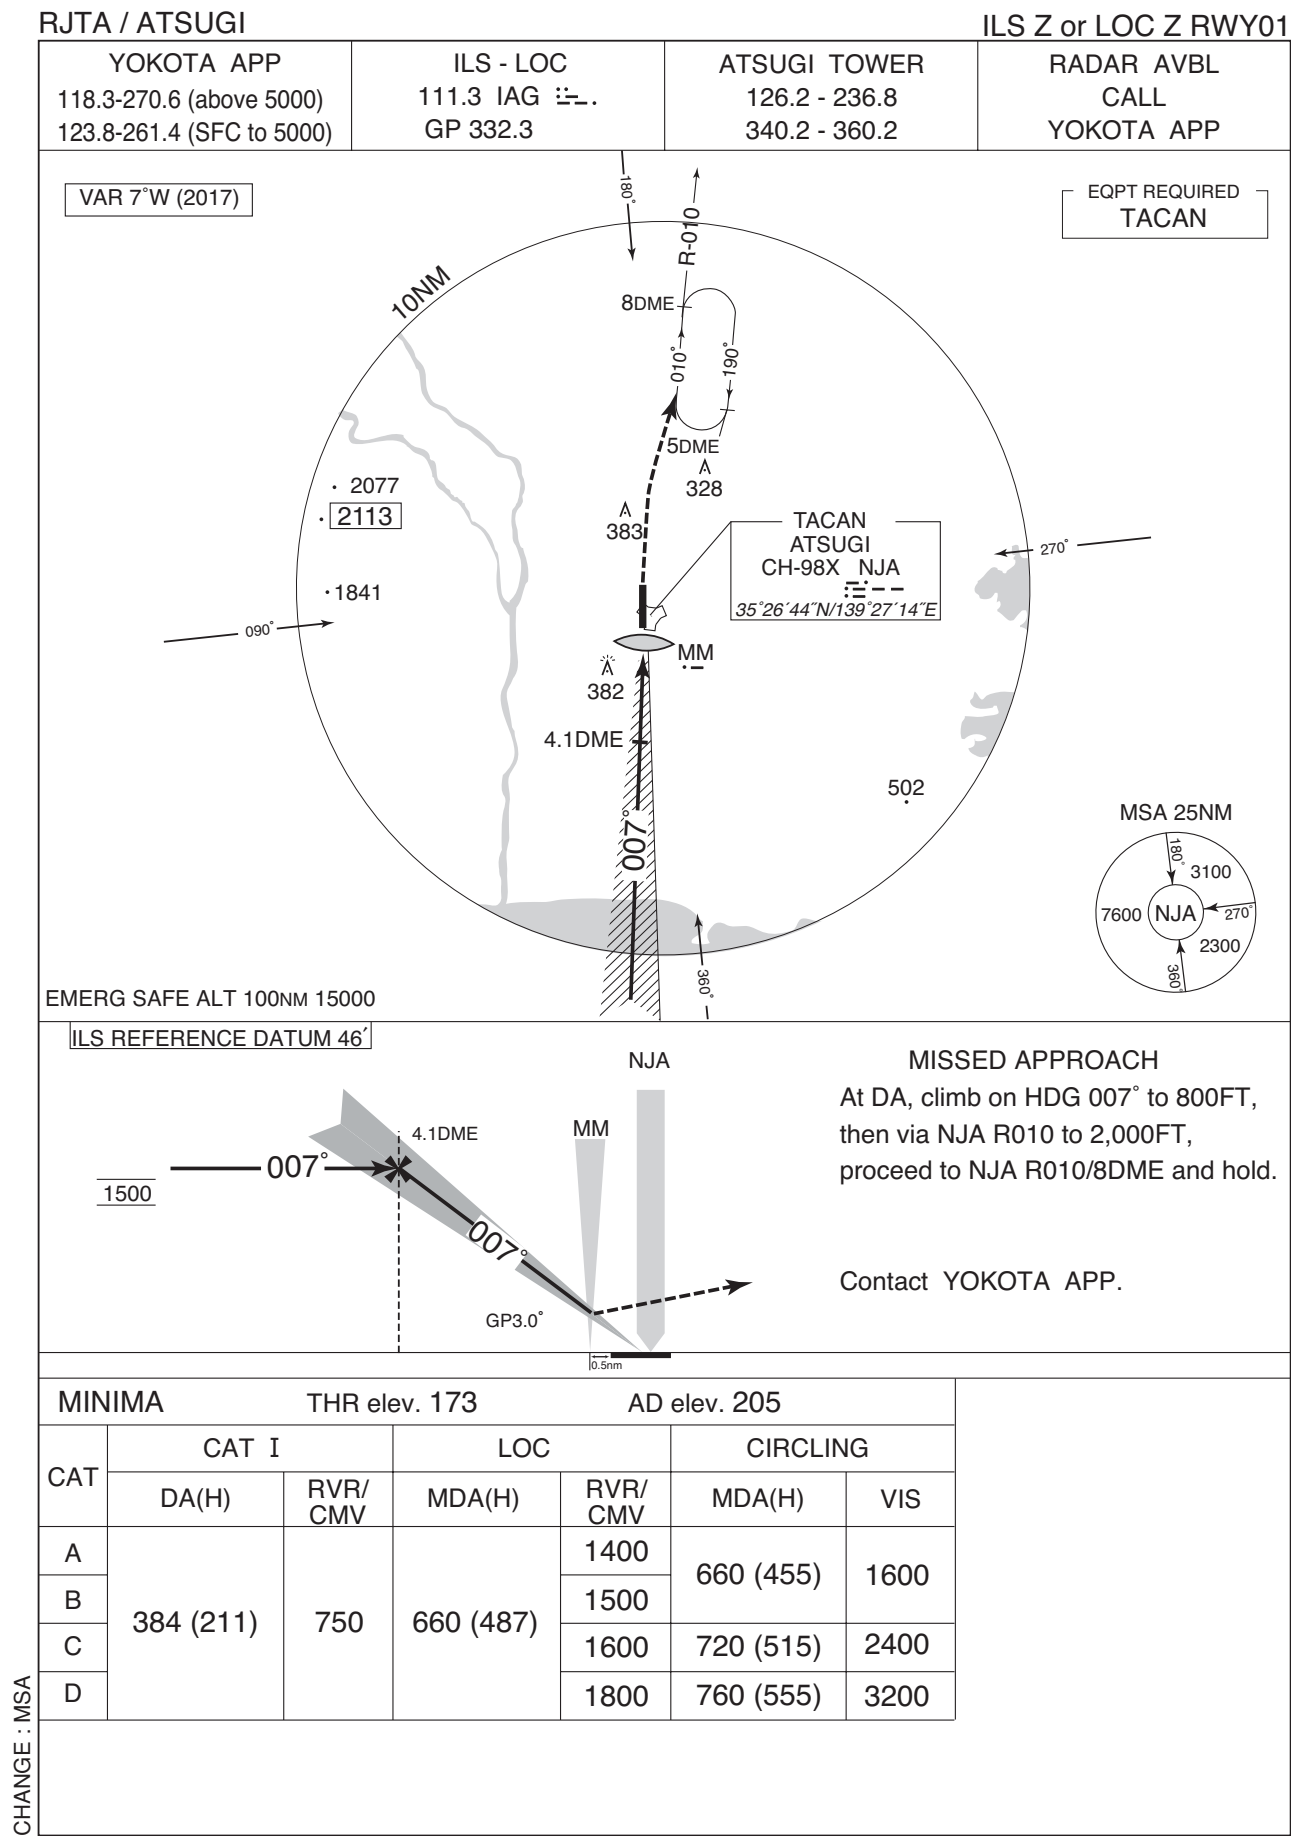 RJTA / ATSUGI
ILS Z or LOC Z RWY01
YOKOTA APP
118.3-270.6 (above 5000)
123.8-261.4 (SFC to 5000)
ILS - LOC
111.3 IAG
GP 332.3
ATSUGI TOWER
126.2 - 236.8
340.2 - 360.2
RADAR AVBL
CALL
YOKOTA APP
VAR 7˚W (2017)
EQPT REQUIRED
TACAN
180˚
R-010
10NM
8DME
010˚
190˚
5DME
328
2077
2113
383
1841
TACAN
ATSUGI
CH-98X NJA
35˚26´44˝N/139˚27´14˝E
270˚
090˚
MM
382
4.1DME
502
007˚
360˚
MSA 25NM
180˚
3100
7600
NJA
270˚
2300
360˚
EMERG SAFE ALT 100NM 15000
ILS REFERENCE DATUM 46´
NJA
4.1DME
MM
007˚
1500
007˚
GP3.0˚
0.5nm
MISSED APPROACH
At DA, climb on HDG 007˚ to 800FT,
then via NJA R010 to 2,000FT,
proceed to NJA R010/8DME and hold.
Contact YOKOTA APP.
MINIMA THR elev. 173 AD elev. 205
CAT
CAT I
LOC
CIRCLING
DA(H)
RVR/
CMV
MDA(H)
RVR/
CMV
MDA(H)
VIS
A
B
C
D
384 (211)
750
660 (487)
1400
1500
1600
1800
660 (455)
1600
720 (515)
2400
760 (555)
3200
CHANGE : MSA